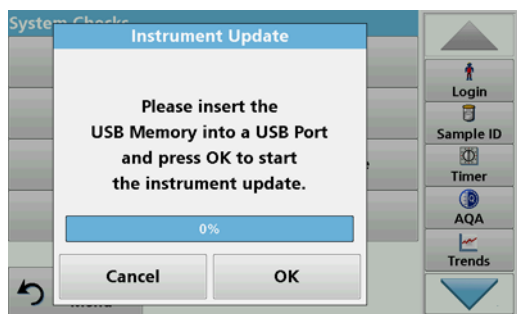 System Checks
Instrument Update
Please insert the
USB Memory into a USB Port
and press OK to start
the instrument update.
0%
Cancel
OK
Menu
Login
Sample ID
Timer
AQA
Trends